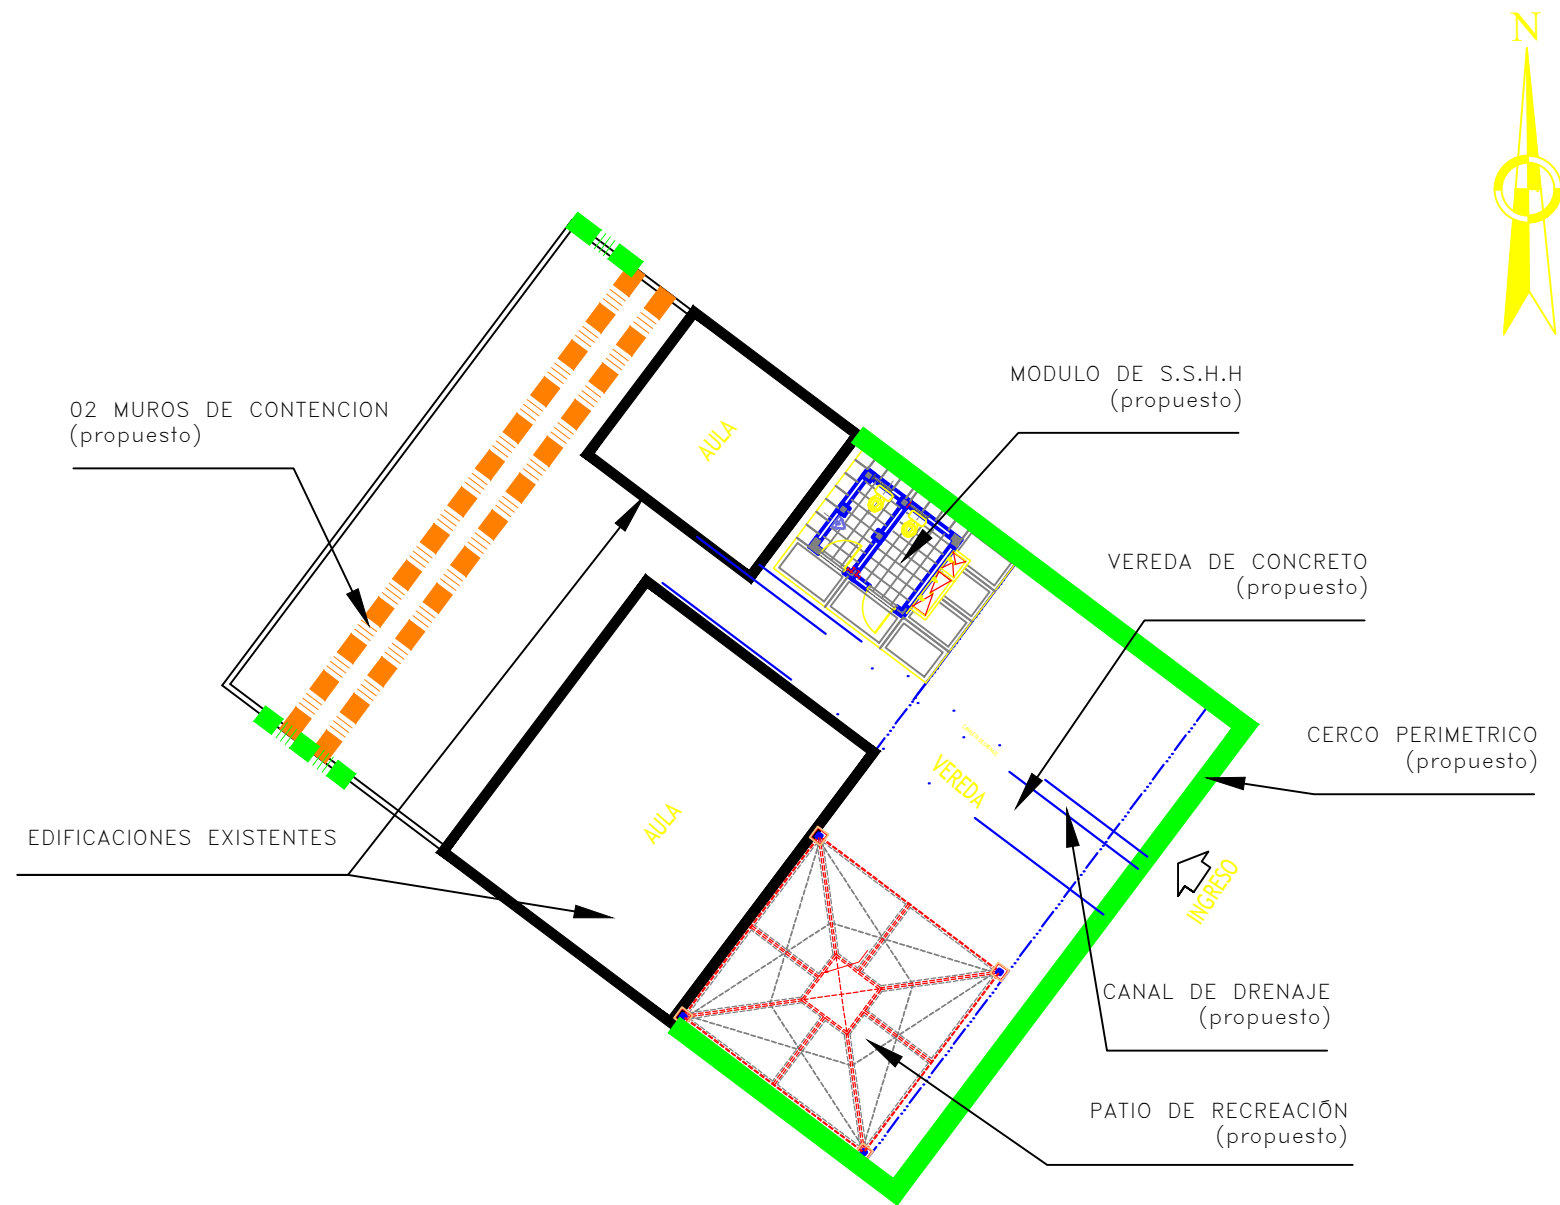 N
MODULO DE S.S.H.H
(propuesto)
02 MUROS DE CONTENCION
(propuesto)
AULA
VEREDA DE CONCRETO
(propuesto)
CERCO PERIMETRICO
(propuesto)
VEREDA
AULA
EDIFICACIONES EXISTENTES
INGRESO
CANAL DE DRENAJE
(propuesto)
PATIO DE RECREACIÓN
(propuesto)